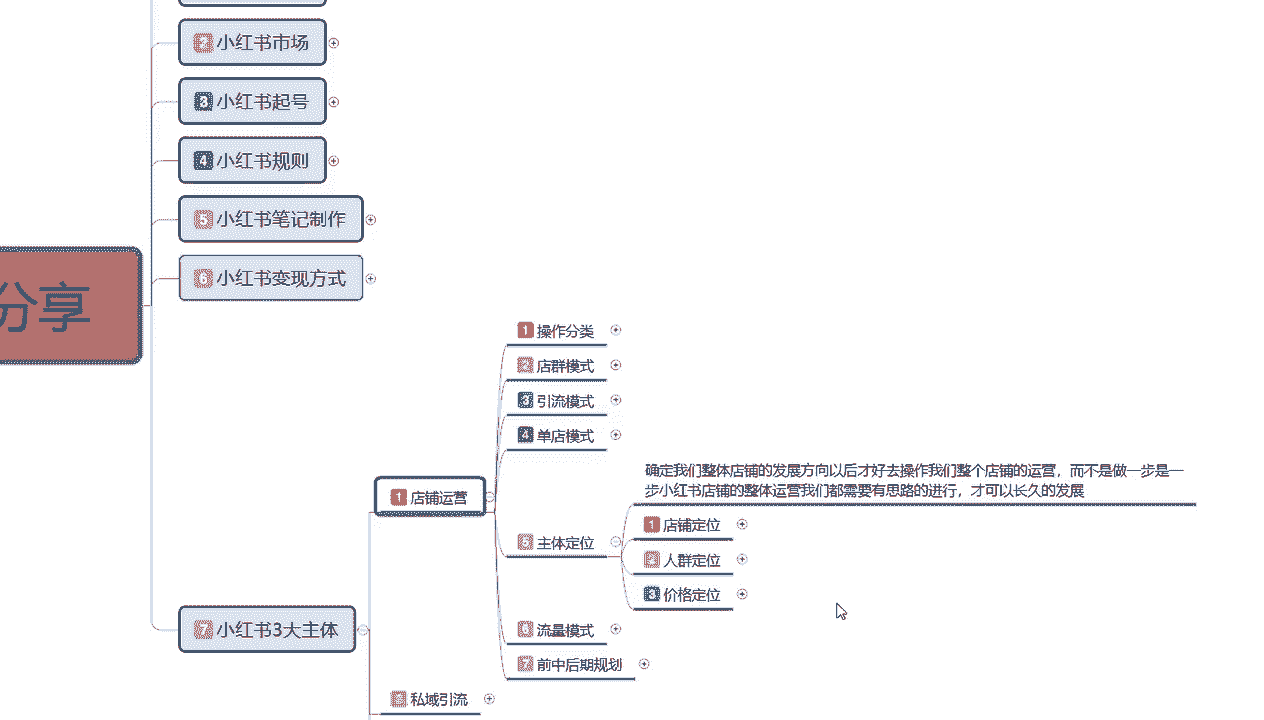 2 小红书市场
3 小红书起号
4 小红书规则
5 小红书笔记制作
6 小红书变现方式
分享
1 操作分类
2 店群模式
3 引流模式
4 单店模式
确定我们整体店铺的发展方向以后才好去操作我们整个店铺的运营，而不是做一步是一
步小红书店铺的整体运营我们都需要有思路的进行，才可以长久的发展
1 店铺运营
1 店铺定位
5 主体定位
2 人群定位
3 价格定位
7 小红书3大主体
6 流量模式
7 前中后期规划
2 私域引流